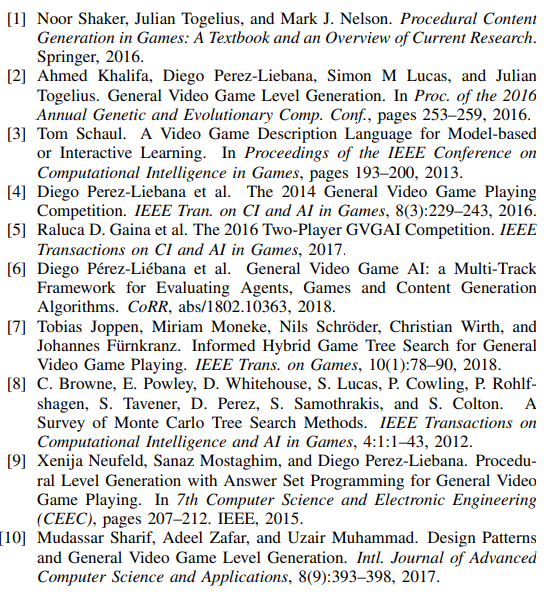 [1] Noor Shaker, Julian Togelius, and Mark J. Nelson. Procedural Content
Generation in Games: A Textbook and an Overview of Current Research.
Springer, 2016.
[2] Ahmed Khalifa, Diego Perez-Liebana, Simon M Lucas, and Julian
Togelius. General Video Game Level Generation. In Proc. of the 2016
Annual Genetic and Evolutionary Comp. Conf., pages 253–259, 2016.
[3] Tom Schaul. A Video Game Description Language for Model-based
or Interactive Learning. In Proceedings of the IEEE Conference on
Computational Intelligence in Games, pages 193–200, 2013.
[4] Diego Perez-Liebana et al. The 2014 General Video Game Playing
Competition. IEEE Tran. on CI and AI in Games, 8(3):229–243, 2016.
[5] Raluca D. Gaina et al. The 2016 Two-Player GVGAI Competition. IEEE
Transactions on CI and AI in Games, 2017.
[6] Diego Pérez-Liébana et al. General Video Game AI: a Multi-Track
Framework for Evaluating Agents, Games and Content Generation
Algorithms. CoRR, abs/1802.10363, 2018.
[7] Tobias Joppen, Miriam Moneke, Nils Schröder, Christian Wirth, and
Johannes Fürnkranz. Informed Hybrid Game Tree Search for General
Video Game Playing. IEEE Trans. on Games, 10(1):78–90, 2018.
[8] C. Browne, E. Powley, D. Whitehouse, S. Lucas, P. Cowling, P. Rohlf-
shagen, S. Tavener, D. Perez, S. Samothrakis, and S. Colton. A
Survey of Monte Carlo Tree Search Methods. IEEE Transactions on
Computational Intelligence and AI in Games, 4:1:1–43, 2012.
[9] Xenija Neufeld, Sanaz Mostaghim, and Diego Perez-Liebana. Procedu-
ral Level Generation with Answer Set Programming for General Video
Game Playing. In 7th Computer Science and Electronic Engineering
(CEEC), pages 207–212. IEEE, 2015.
[10] Mudassar Sharif, Adeel Zafar, and Uzair Muhammad. Design Patterns
and General Video Game Level Generation. Intl. Journal of Advanced
Computer Science and Applications, 8(9):393–398, 2017.